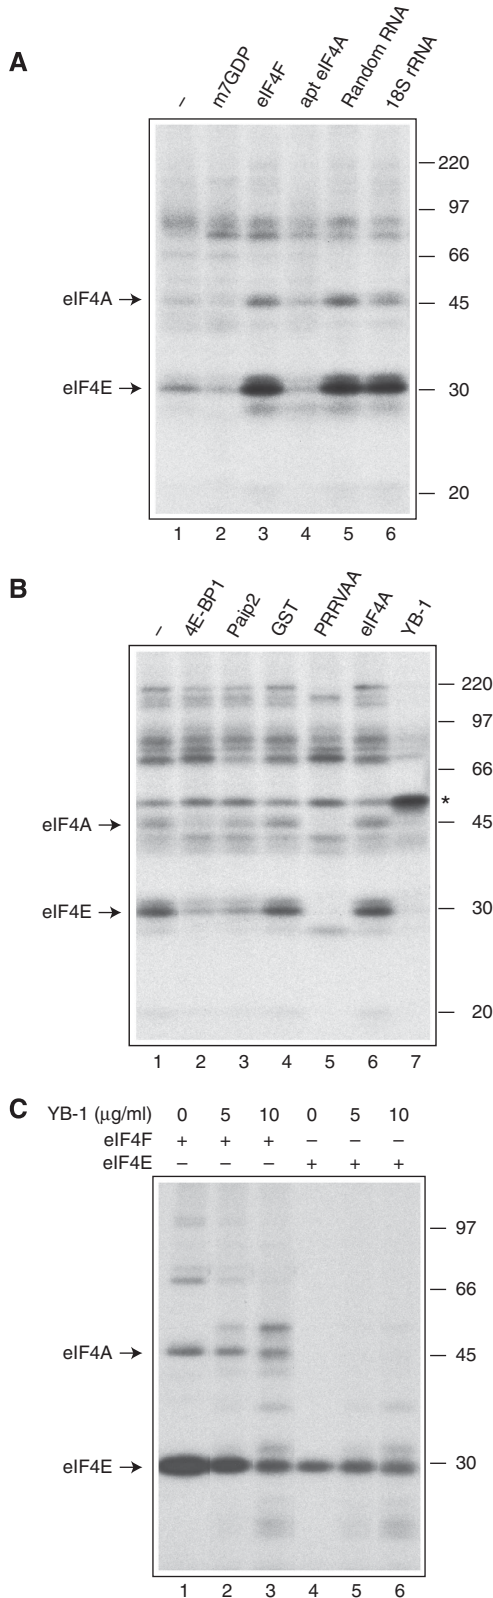 A
– m7GDP eIF4F apt eIF4A Random RNA 18S rRNA
220
97
66
eIF4A → 45
eIF4E → 30
20
1 2 3 4 5 6
B
– 4E-BP1 Paip2 GST PRRVAA eIF4A YB-1
220
97
66
*
eIF4A → 45
eIF4E → 30
20
1 2 3 4 5 6 7
C
YB-1 (μg/ml) 0 5 10 0 5 10
eIF4F + + + – – –
eIF4E – – – + + +
97
66
eIF4A → 45
eIF4E → 30
1 2 3 4 5 6